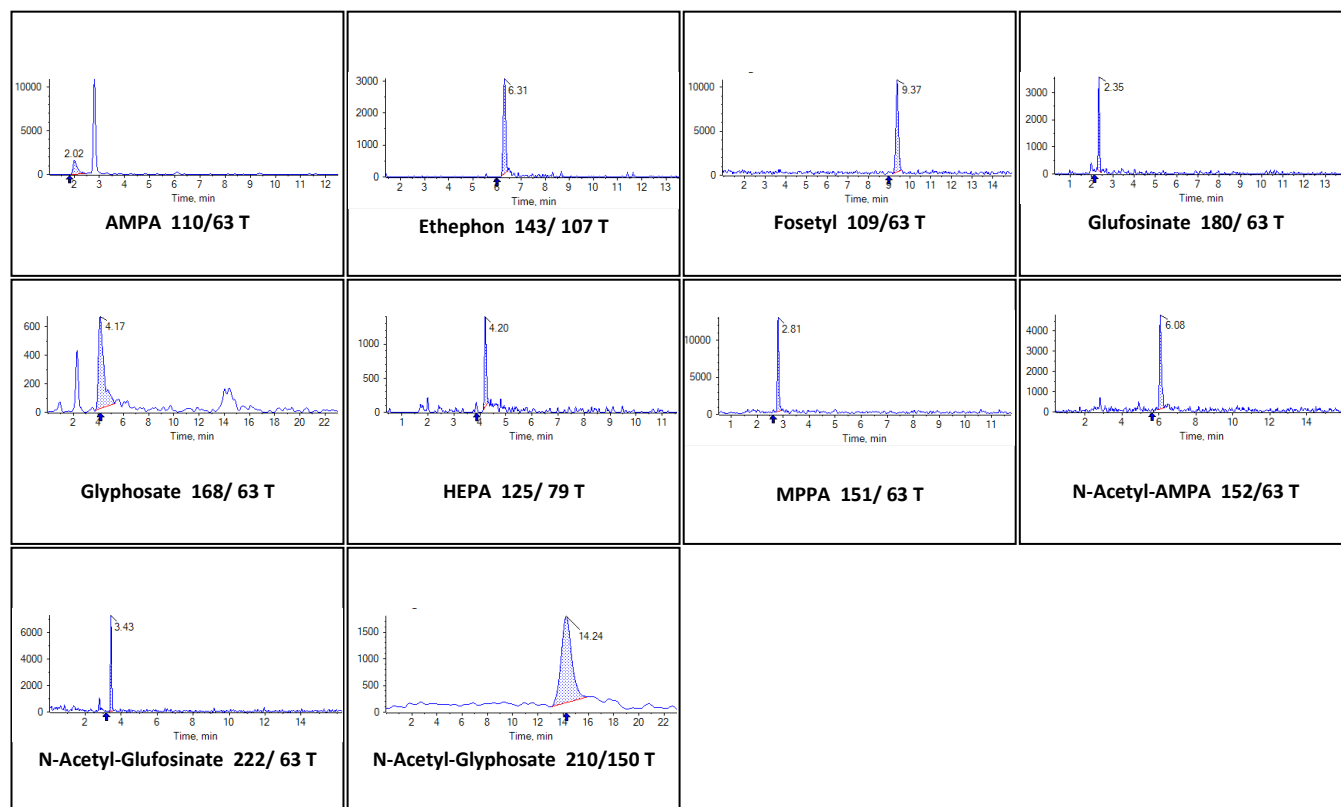 10000
5000
0
2.02
2 3 4 5 6 7 8 9 10 11 12
Time, min
AMPA 110/63 T
3000
2000
1000
0
6.31
2 3 4 5 6 7 8 9 10 11 12 13
Time, min
Ethephon 143/ 107 T
10000
5000
0
9.37
1 2 3 4 5 6 7 8 9 10 11 12 13 14
Time, min
Fosetyl 109/63 T
3000
2000
1000
0
2.35
1 2 3 4 5 6 7 8 9 10 11 12 13
Time, min
Glufosinate 180/ 63 T
600
400
200
0
4.17
2 4 6 8 10 12 14 16 18 20 22
Time, min
Glyphosate 168/ 63 T
1000
500
0
4.20
1 2 3 4 5 6 7 8 9 10 11
Time, min
HEPA 125/ 79 T
10000
5000
0
2.81
1 2 3 4 5 6 7 8 9 10 11
Time, min
MPPA 151/ 63 T
4000
3000
2000
1000
0
6.08
2 4 6 8 10 12 14
Time, min
N-Acetyl-AMPA 152/63 T
6000
4000
2000
0
3.43
2 4 6 8 10 12 14
Time, min
N-Acetyl-Glufosinate 222/ 63 T
1500
1000
500
0
14.24
2 4 6 8 10 12 14 16 18 20 22
Time, min
N-Acetyl-Glyphosate 210/150 T